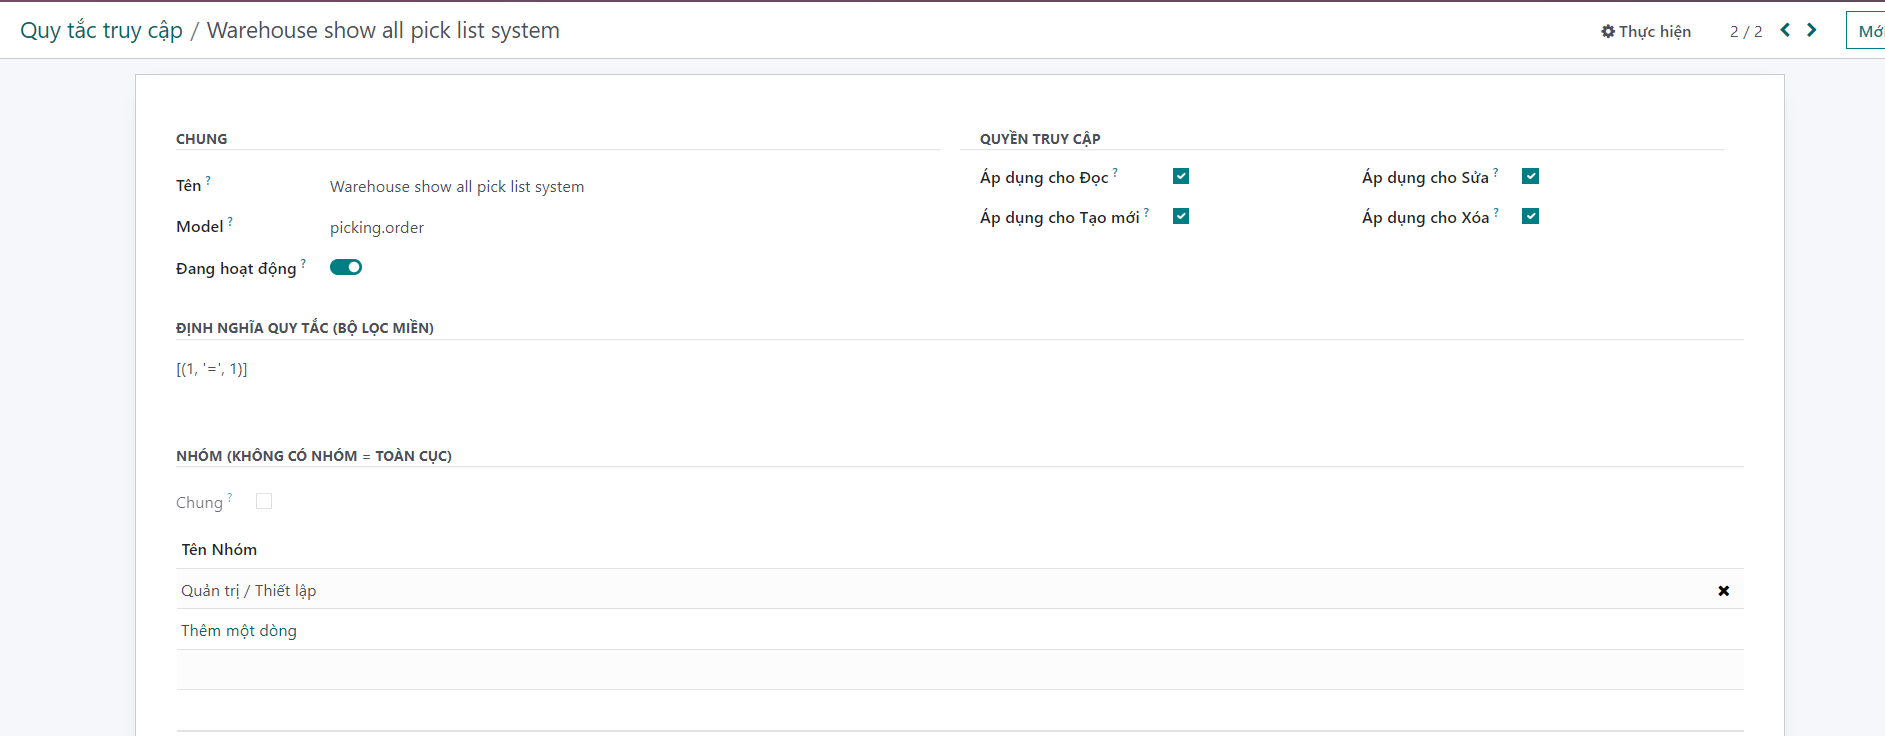 Quy tắc truy cập / Warehouse show all pick list system
Thực hiện 2 / 2
CHUNG
Tên ? Warehouse show all pick list system
Model ? picking.order
Đang hoạt động ?
QUYỀN TRUY CẬP
Áp dụng cho Đọc ? Áp dụng cho Sửa ?
Áp dụng cho Tạo mới ? Áp dụng cho Xóa ?
ĐỊNH NGHĨA QUY TẮC (BỘ LỌC MIỀN)
[(1, '=', 1)]
NHÓM (KHÔNG CÓ NHÓM = TOÀN CỤC)
Chung ?
Tên Nhóm
Quản trị / Thiết lập
Thêm một dòng